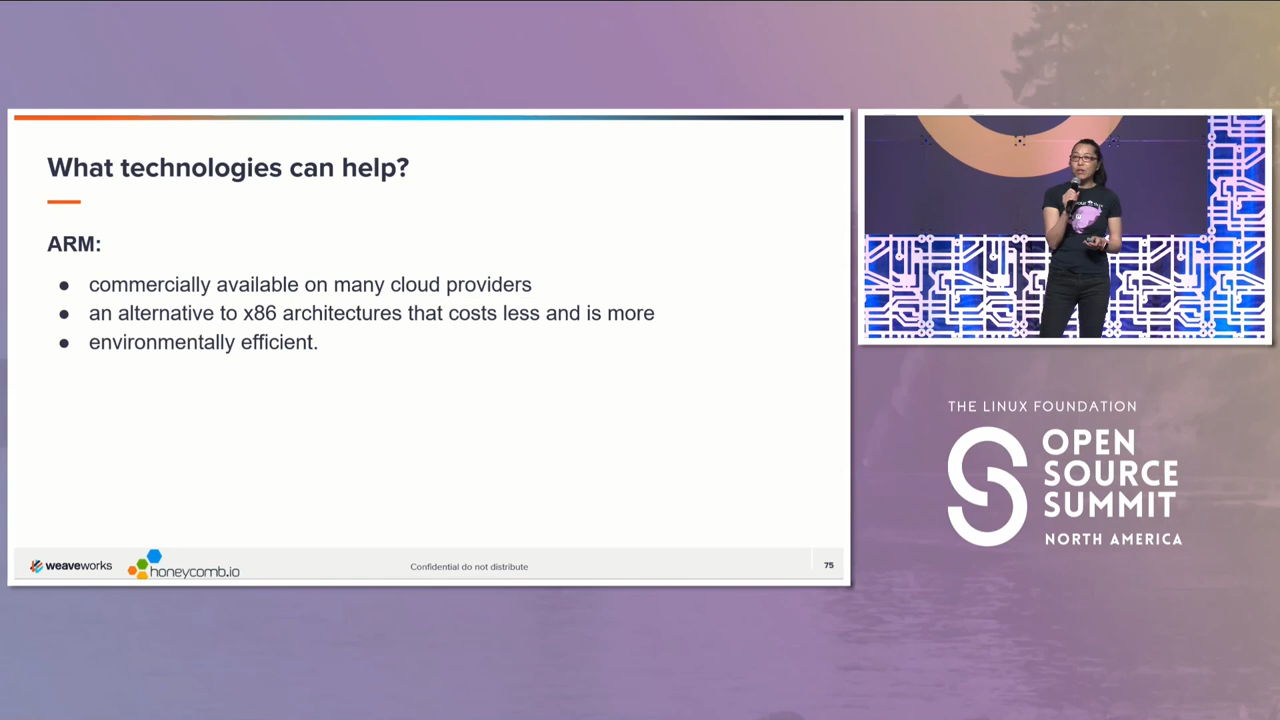 What technologies can help?
ARM:
● commercially available on many cloud providers
● an alternative to x86 architectures that costs less and is more
● environmentally efficient.
weaveworks
honeycomb.io
Confidential do not distribute
75
THE LINUX FOUNDATION
OPEN
SOURCE
SUMMIT
NORTH AMERICA